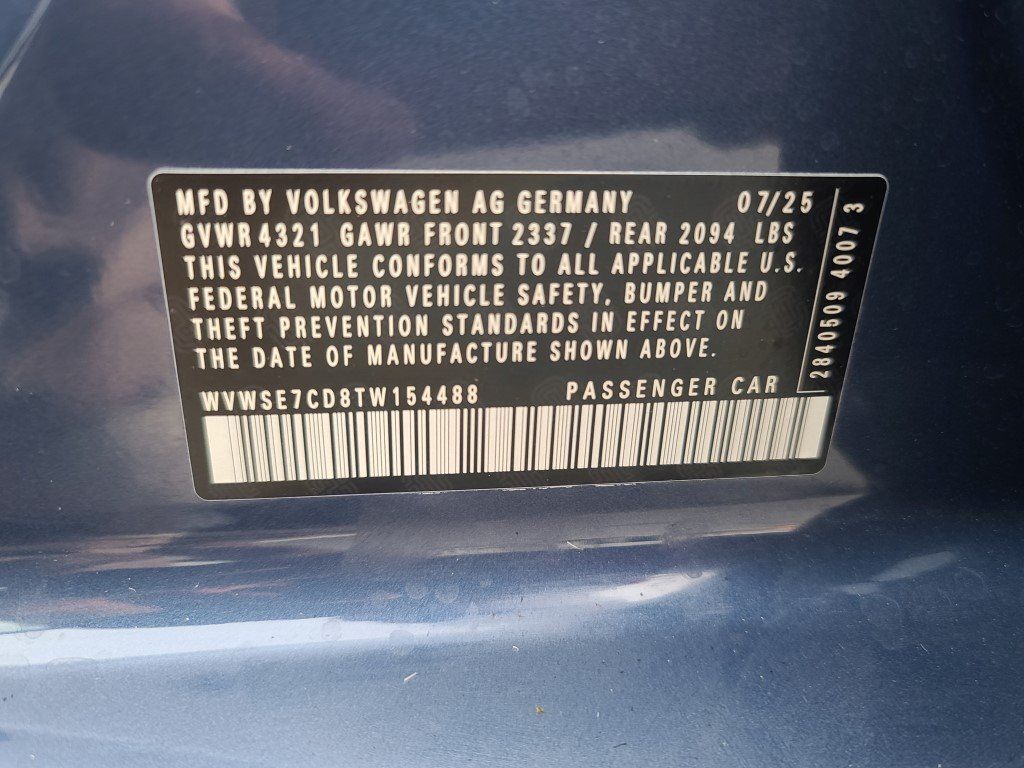 MFD BY VOLKSWAGEN AG GERMANY 07/25
GVWR 4321 GAWR FRONT 2337 / REAR 2094 LBS
THIS VEHICLE CONFORMS TO ALL APPLICABLE U.S.
FEDERAL MOTOR VEHICLE SAFETY, BUMPER AND
THEFT PREVENTION STANDARDS IN EFFECT ON
THE DATE OF MANUFACTURE SHOWN ABOVE.
WVWSE7CD8TW154488 PASSENGER CAR
2840509 4007 3